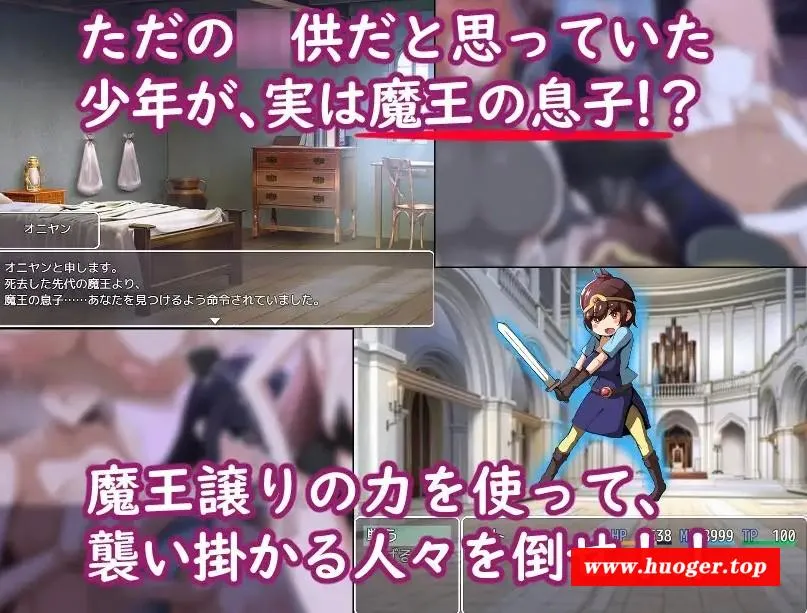 ただの 供だと思っていた
少年が、実は魔王の息子!?
オニヤン
オニヤンと申します。
死去した先代の魔王より、
魔王の息子……あなたを見つけるよう命令されていました。
魔王譲りの力を使って、
襲い掛かる人々を倒せ!!
HP 738 M 3999 TP 100
www.huoger.top